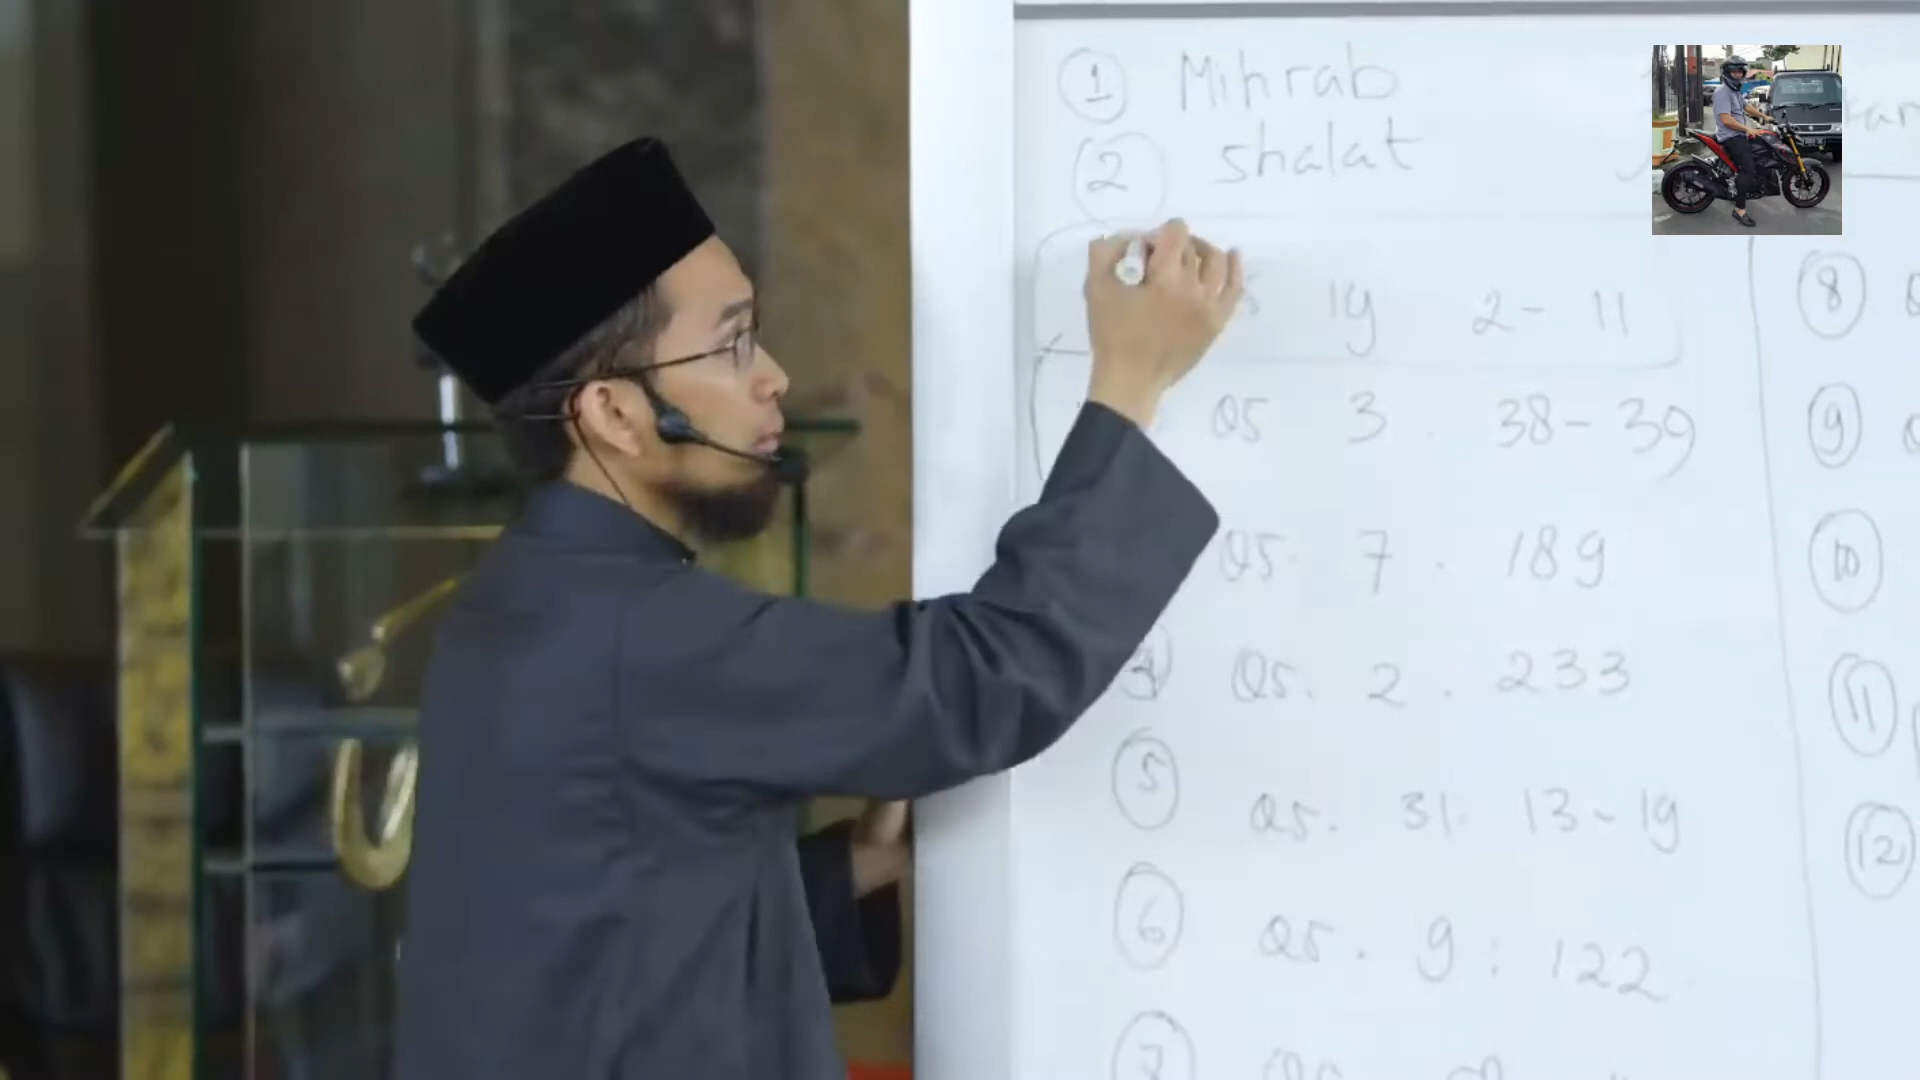 1 Mihrab
2 shalat
19 2 - 11
QS 3. 38 - 39
QS. 7. 189
QS. 2. 233
5 QS. 31. 13 - 19
6 QS. 9: 122
7
8
9
10
11
12